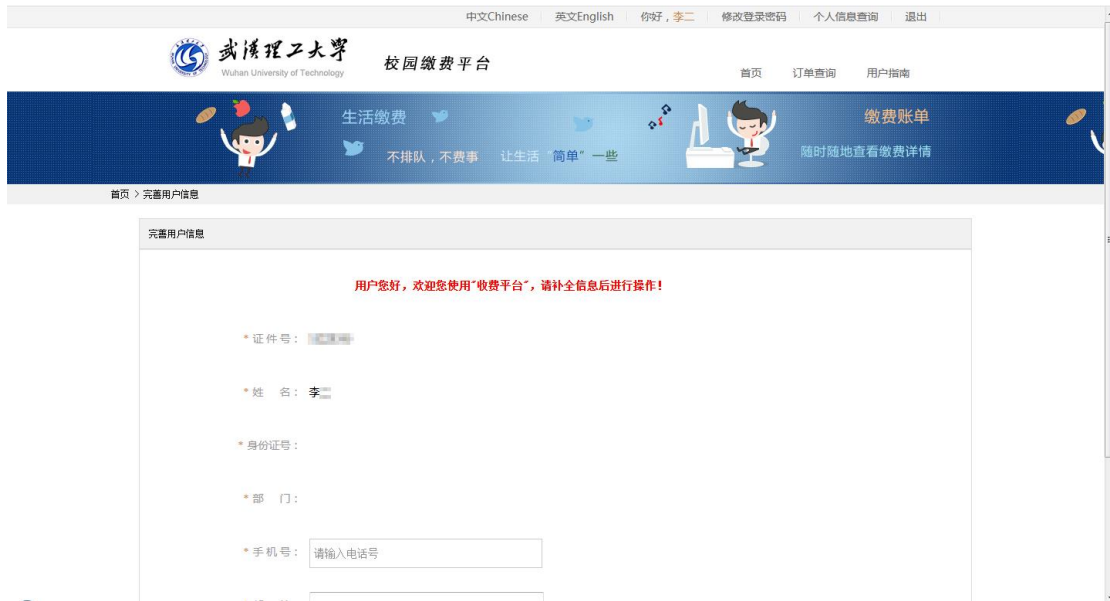 中文Chinese 英文English 你好，李二 修改登录密码 个人信息查询 退出
武汉理工大学
Wuhan University of Technology
校园缴费平台
首页 订单查询 用户指南
生活缴费
不排队，不费事 让生活“简单”一些
缴费账单
随时随地查看缴费详情
首页 > 完善用户信息
完善用户信息
用户您好，欢迎您使用"收费平台"，请补全信息后进行操作！
*证件号：
*姓 名： 李
*身份证号：
*部 门：
*手机号： 请输入电话号